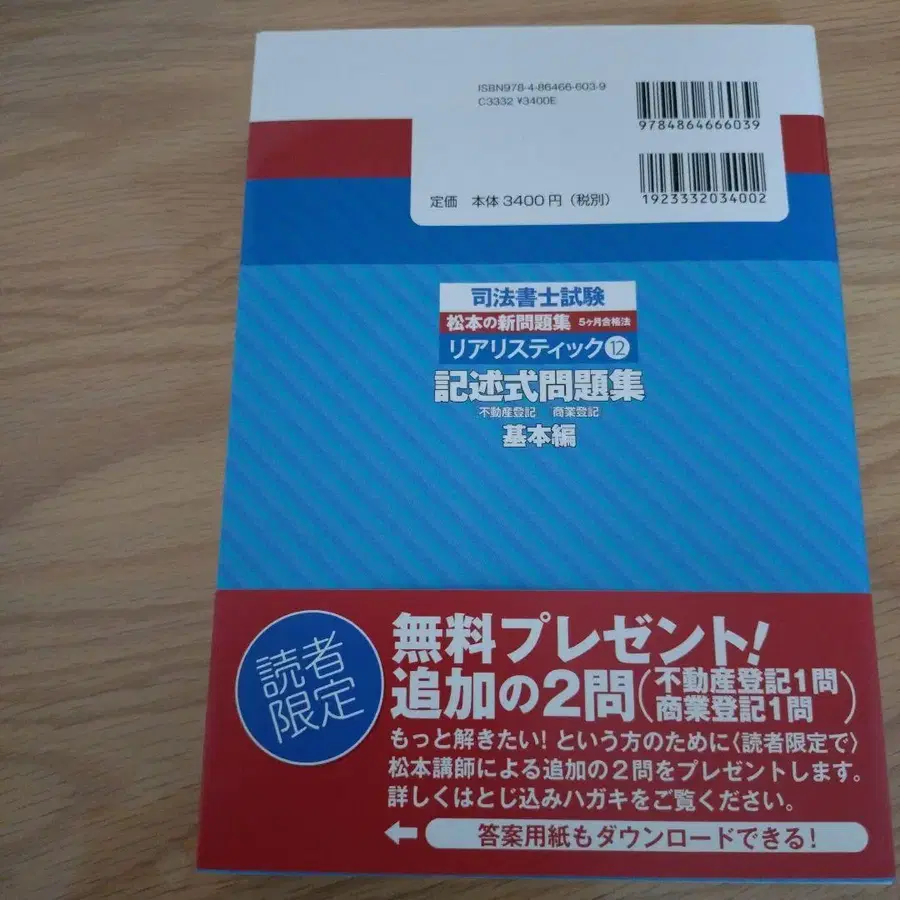 ISBN978-4-86466-603-9
C3332 ¥3400E
9784864666039
定価 本体3400円（税別）
1923332034002
司法書士試験
松本の新問題集 5ヶ月合格法
リアリスティック⑫
記述式問題集
不動産登記 商業登記
基本編
読者
限定
無料プレゼント!
追加の2問(不動産登記1問
商業登記1問)
もっと解きたい! という方のために〈読者限定で〉
松本講師による追加の2問をプレゼントします。
詳しくはとじ込みハガキをご覧ください。
← 答案用紙もダウンロードできる!